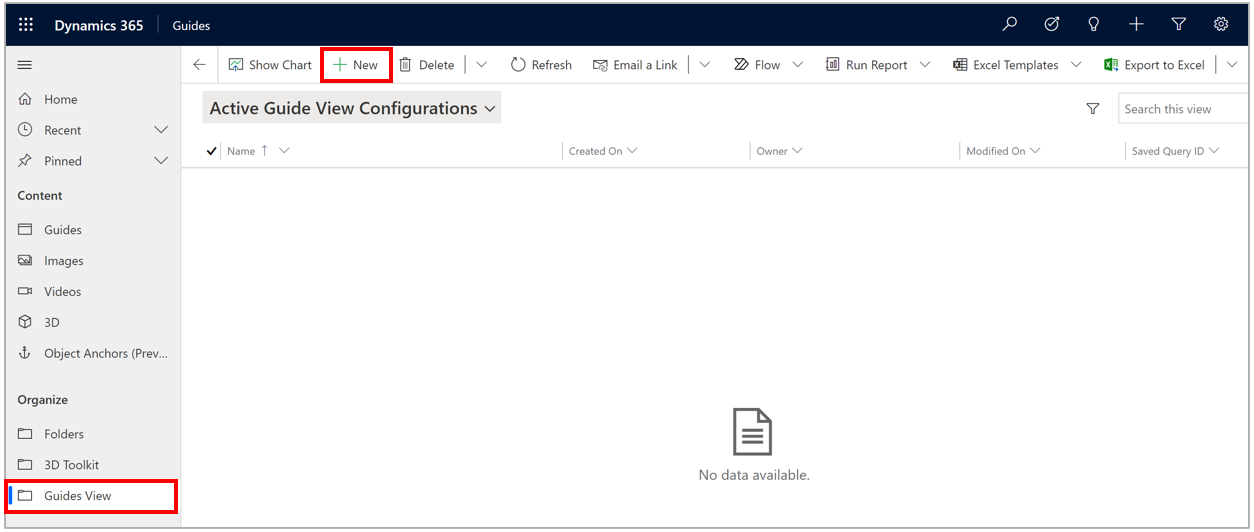 Dynamics 365 Guides
Show Chart New Delete Refresh Email a Link Flow Run Report Excel Templates Export to Excel
Home
Recent
Pinned
Content
Guides
Images
Videos
3D
Object Anchors (Prev...
Organize
Folders
3D Toolkit
Guides View
Active Guide View Configurations Search this view
Name Created On Owner Modified On Saved Query ID
No data available.